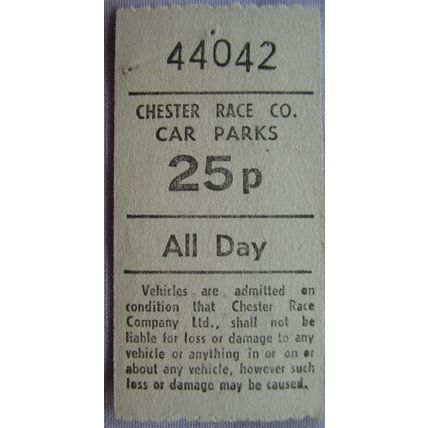 44042
CHESTER RACE CO.
CAR PARKS
25p
All Day
Vehicles are admitted on
condition that Chester Race
Company Ltd., shall not be
liable for loss or damage to any
vehicle or anything in or on or
about any vehicle, however such
loss or damage may be caused.